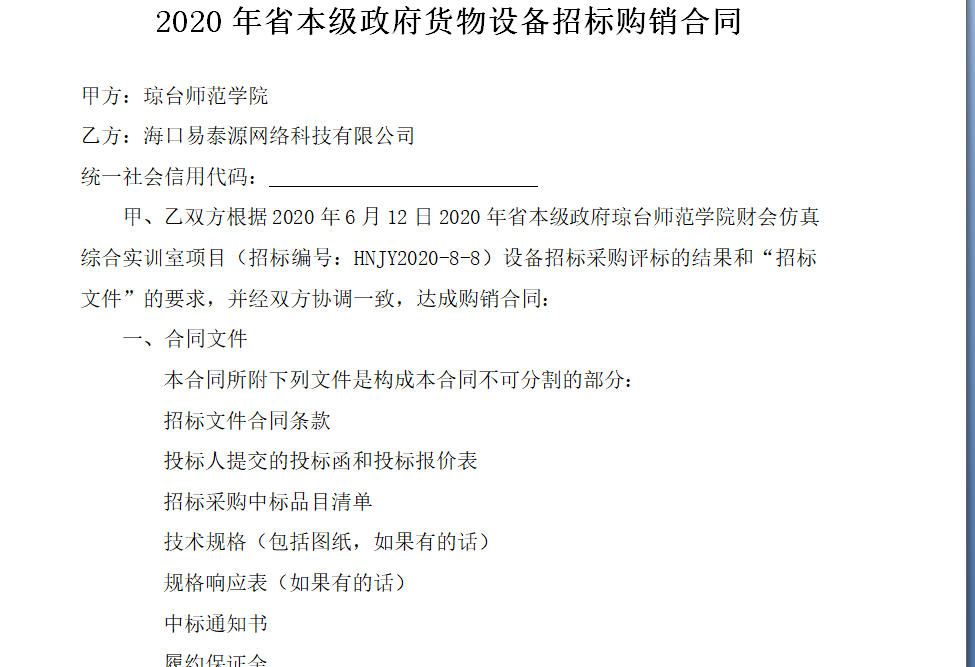 2020 年省本级政府货物设备招标购销合同
甲方：琼台师范学院
乙方：海口易泰源网络科技有限公司
统一社会信用代码：
甲、乙双方根据 2020 年 6 月 12 日 2020 年省本级政府琼台师范学院财会仿真
综合实训室项目（招标编号：HNJY2020-8-8）设备招标采购评标的结果和“招标
文件”的要求，并经双方协调一致，达成购销合同：
一、合同文件
本合同所附下列文件是构成本合同不可分割的部分：
招标文件合同条款
投标人提交的投标函和投标报价表
招标采购中标品目清单
技术规格（包括图纸，如果有的话）
规格响应表（如果有的话）
中标通知书
履约保证金